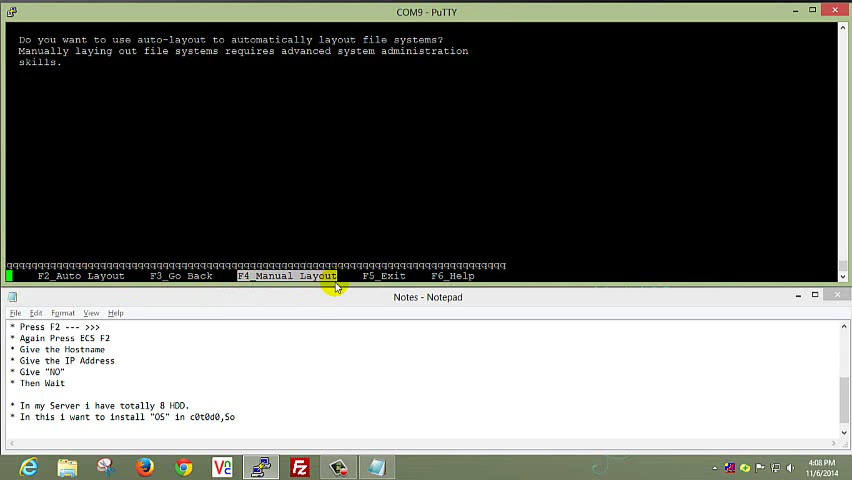 COM9 - PuTTY
Do you want to use auto-layout to automatically layout file systems?
Manually laying out file systems requires advanced system administration
skills.
qqqqqqqqqqqqqqqqqqqqqqqqqqqqqqqqqqqqqqqqqqqqqqqqqqqqqqqqqqqqqqqqqqqqqqqqqqqqqqqq
F2_Auto Layout F3_Go Back F4_Manual Layout F5_Exit F6_Help
Notes - Notepad
File Edit Format View Help
* Press F2 --- >>>
* Again Press ECS F2
* Give the Hostname
* Give the IP Address
* Give "NO"
* Then Wait
* In my Server i have totally 8 HDD.
* In this i want to install "OS" in c0t0d0,So
4:08 PM
11/6/2014